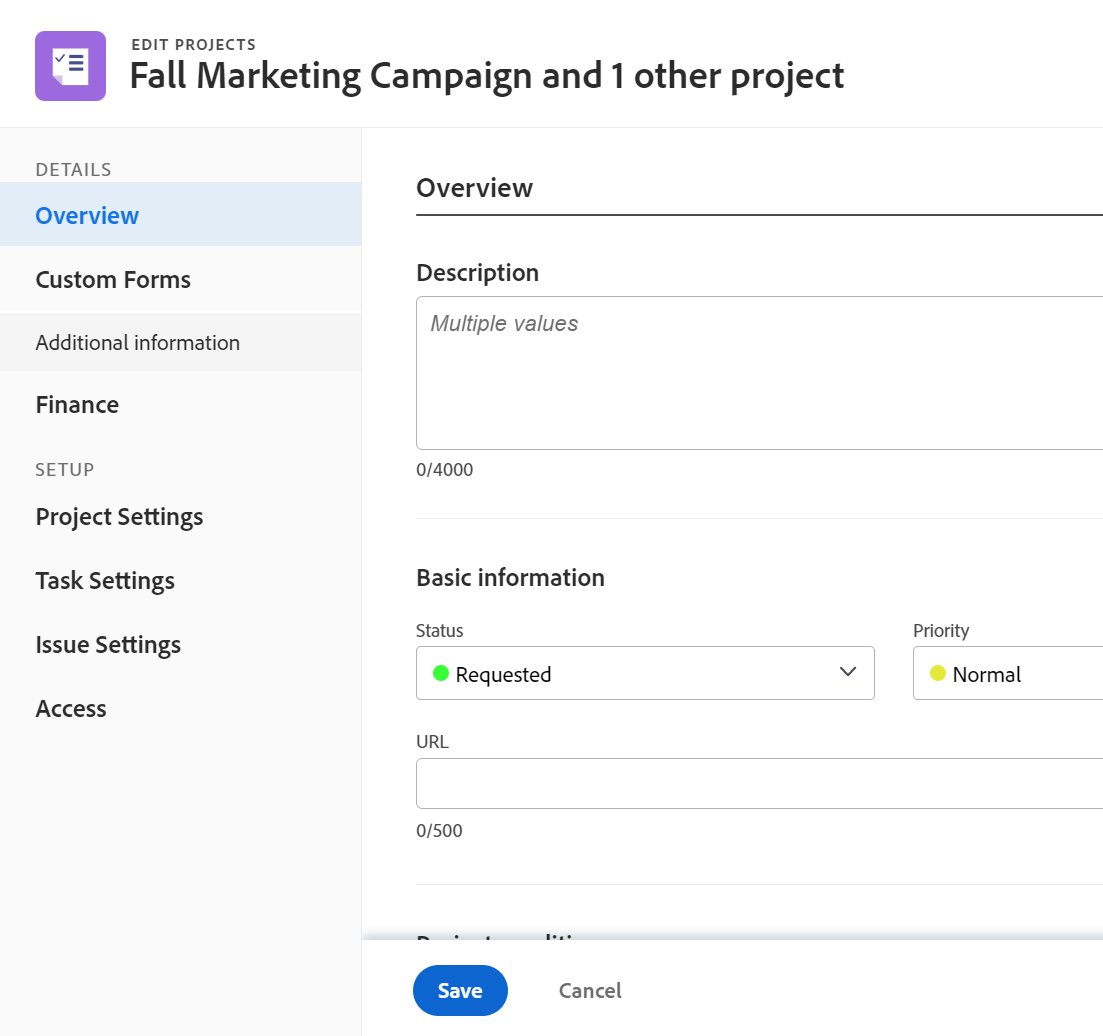 EDIT PROJECTS
Fall Marketing Campaign and 1 other project
DETAILS
Overview
Custom Forms
Additional information
Finance
SETUP
Project Settings
Task Settings
Issue Settings
Access
Overview
Description
Multiple values
0/4000
Basic information
Status
Priority
Requested
Normal
URL
0/500
Save
Cancel